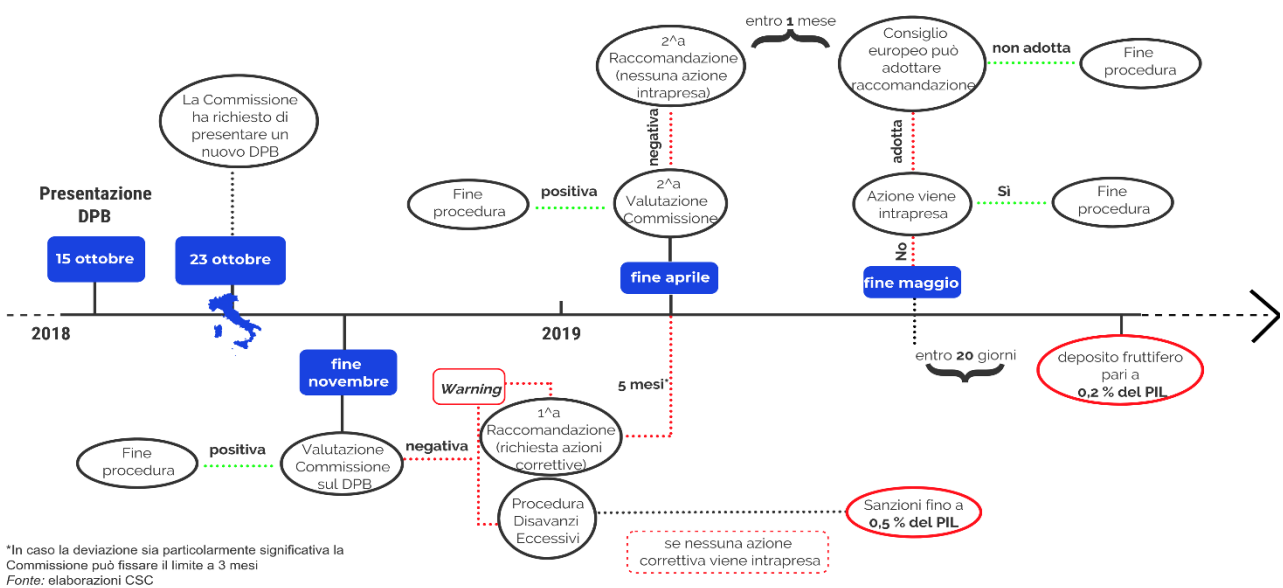 entro 1 mese
2^a
Raccomandazione
(nessuna azione
intrapresa)
Consiglio
europeo può
adottare
raccomandazione
non adotta
Fine
procedura
La Commissione
ha richiesto di
presentare un
nuovo DPB
negativa
adotta
Presentazione
DPB
Fine
procedura
positiva
2^a
Valutazione
Commissione
Azione viene
intrapresa
Sì
Fine
procedura
15 ottobre
23 ottobre
fine aprile
No
fine maggio
2018
2019
fine
novembre
Warning
5 mesi*
entro 20 giorni
deposito fruttifero
pari a
0,2 % del PIL
1^a
Raccomandazione
(richiesta azioni
correttive)
Fine
procedura
positiva
Valutazione
Commissione
sul DPB
negativa
Procedura
Disavanzi
Eccessivi
Sanzioni fino a
0,5 % del PIL
se nessuna azione
correttiva viene intrapresa
*In caso la deviazione sia particolarmente significativa la
Commissione può fissare il limite a 3 mesi
Fonte: elaborazioni CSC